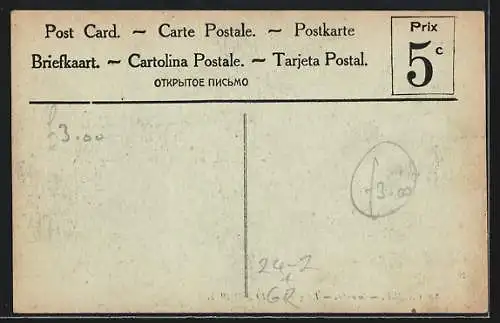 Post Card. ~ Carte Postale. ~ Postkarte
Briefkaart. ~ Cartolina Postale. ~ Tarjeta Postal.
ОТКРЫТОЕ ПИСЬМО
Prix
5 c
£3.00
£3.00
24-2